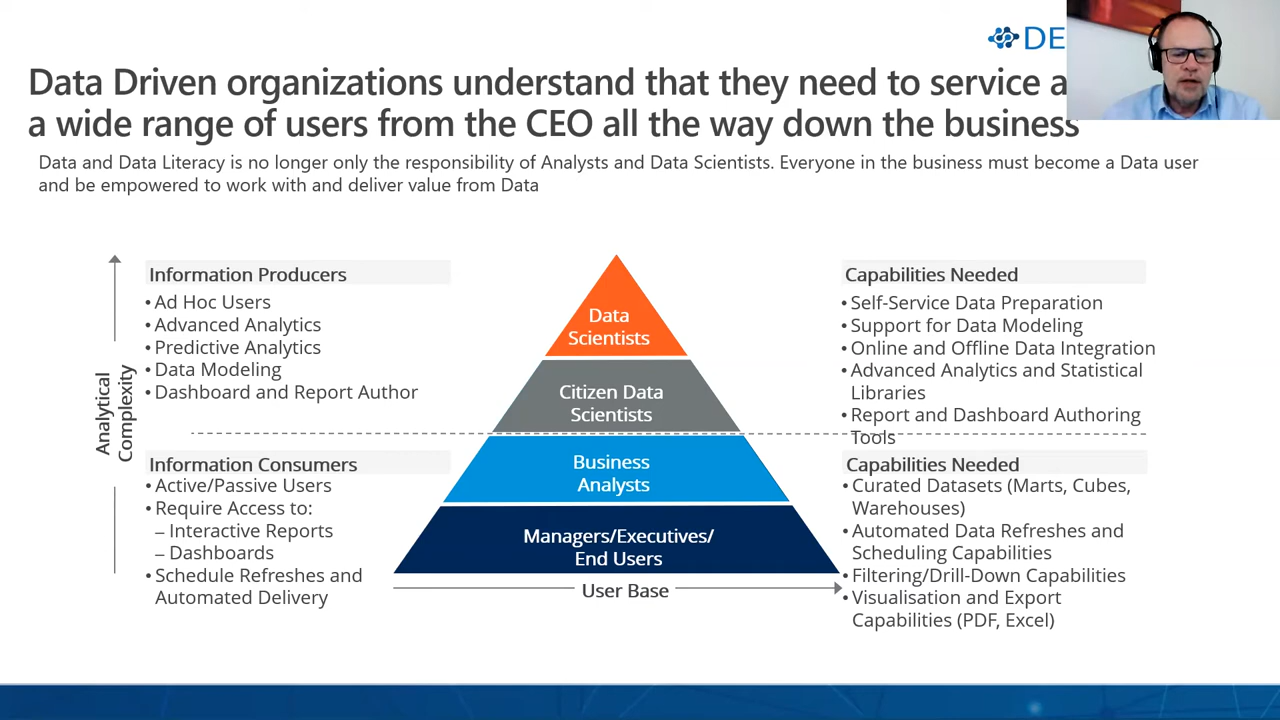 DE
Data Driven organizations understand that they need to service a
a wide range of users from the CEO all the way down the business
Data and Data Literacy is no longer only the responsibility of Analysts and Data Scientists. Everyone in the business must become a Data user
and be empowered to work with and deliver value from Data
Analytical
Complexity
Information Producers
•Ad Hoc Users
•Advanced Analytics
•Predictive Analytics
•Data Modeling
•Dashboard and Report Author
Information Consumers
•Active/Passive Users
•Require Access to:
– Interactive Reports
– Dashboards
•Schedule Refreshes and
Automated Delivery
Data
Scientists
Citizen Data
Scientists
Business
Analysts
Managers/Executives/
End Users
User Base
Capabilities Needed
•Self-Service Data Preparation
•Support for Data Modeling
•Online and Offline Data Integration
•Advanced Analytics and Statistical
Libraries
•Report and Dashboard Authoring
Tools
Capabilities Needed
•Curated Datasets (Marts, Cubes,
Warehouses)
•Automated Data Refreshes and
Scheduling Capabilities
•Filtering/Drill-Down Capabilities
•Visualisation and Export
Capabilities (PDF, Excel)